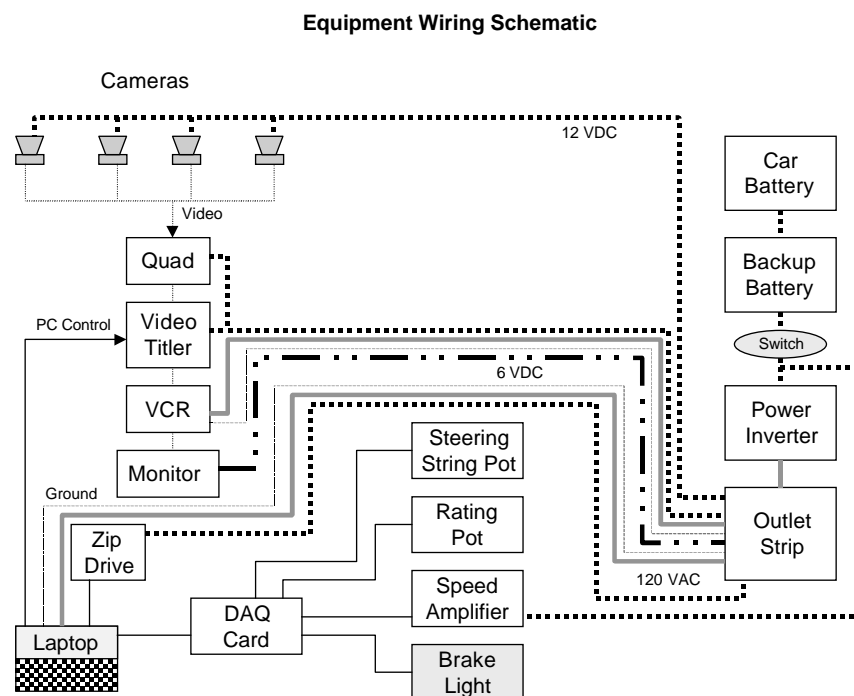 Equipment Wiring Schematic
Cameras
12 VDC
Car
Battery
Video
Quad
Backup
Battery
PC Control
Video
Titler
Switch
6 VDC
VCR
Power
Inverter
Steering
String Pot
Monitor
Ground
Rating
Pot
Outlet
Strip
Zip
Drive
120 VAC
Speed
Amplifier
DAQ
Card
Laptop
Brake
Light